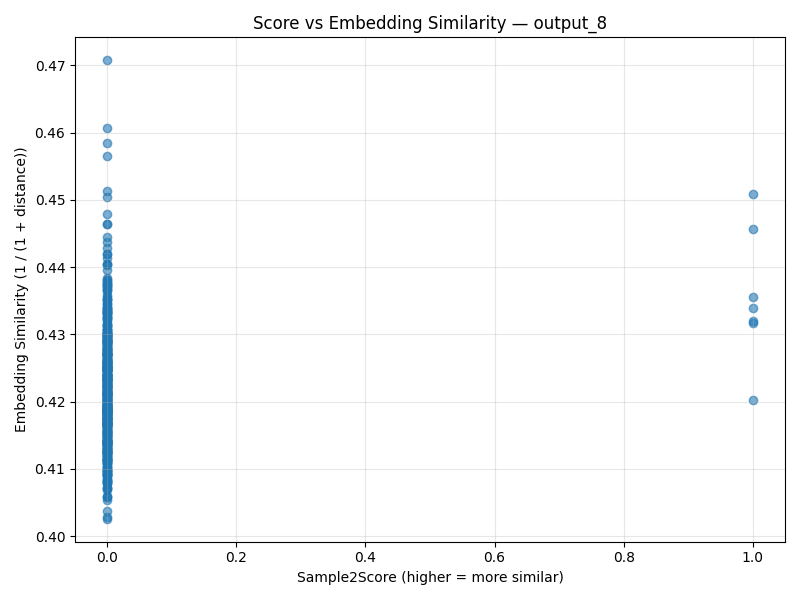 Score vs Embedding Similarity — output_8
Embedding Similarity (1 / (1 + distance))
0.47
0.46
0.45
0.44
0.43
0.42
0.41
0.40
0.0 0.2 0.4 0.6 0.8 1.0
Sample2Score (higher = more similar)